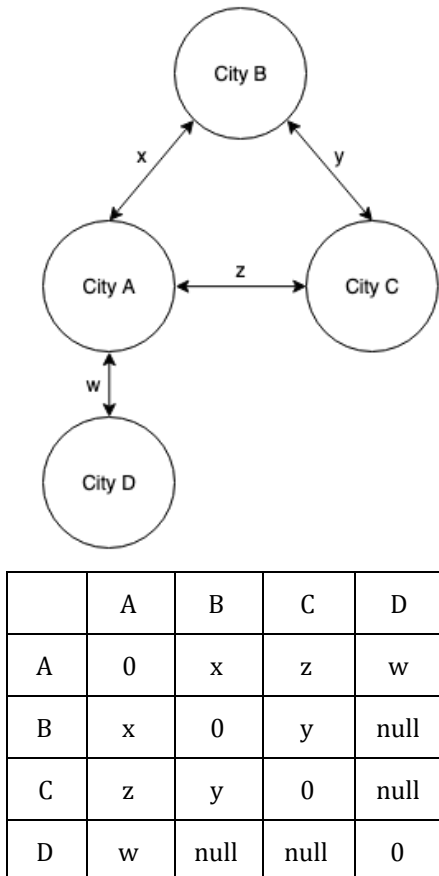 City B
x
y
City A
z
City C
w
City D
A B C D
A 0 x z w
B x 0 y null
C z y 0 null
D w null null 0